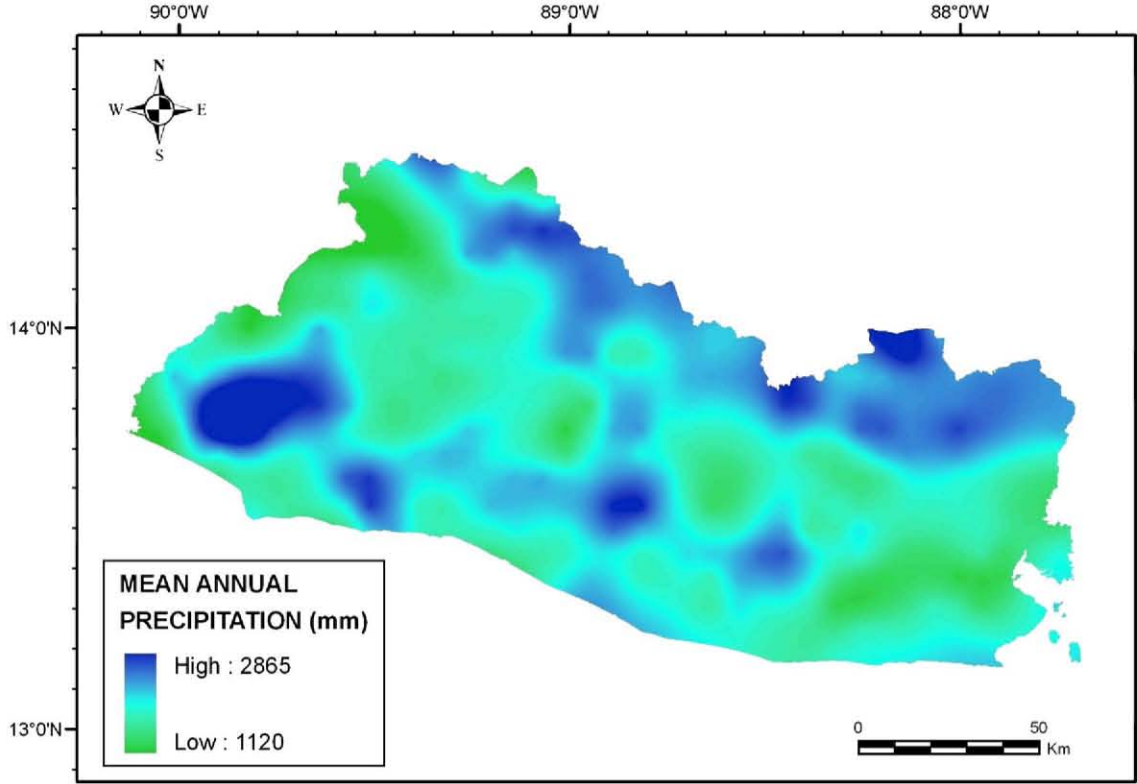 90°0'W 89°0'W 88°0'W
N
W E
S
14°0'N
13°0'N
MEAN ANNUAL
PRECIPITATION (mm)
High : 2865
Low : 1120
0 50
Km